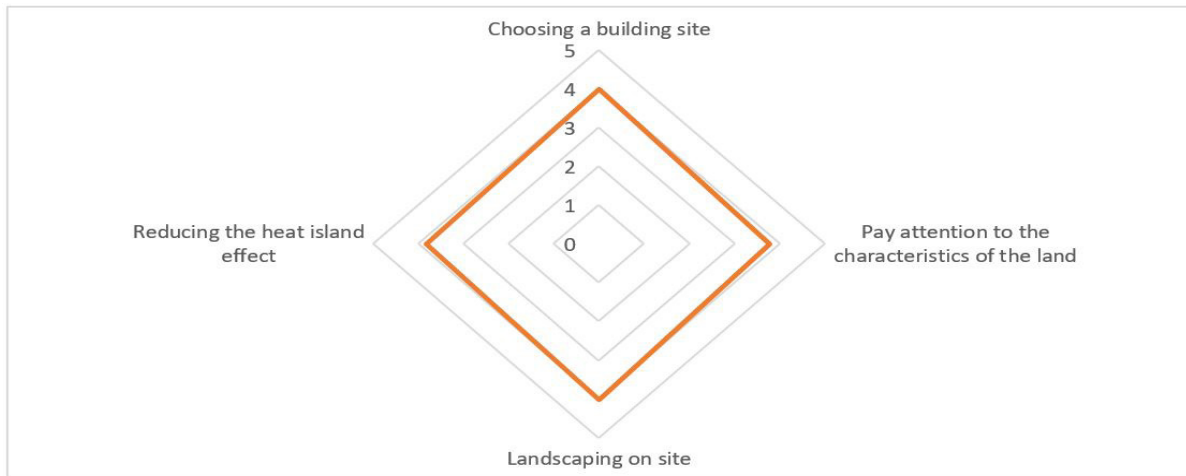 Choosing a building site
5
4
3
2
1
0
Reducing the heat island
effect
Pay attention to the
characteristics of the land
Landscaping on site